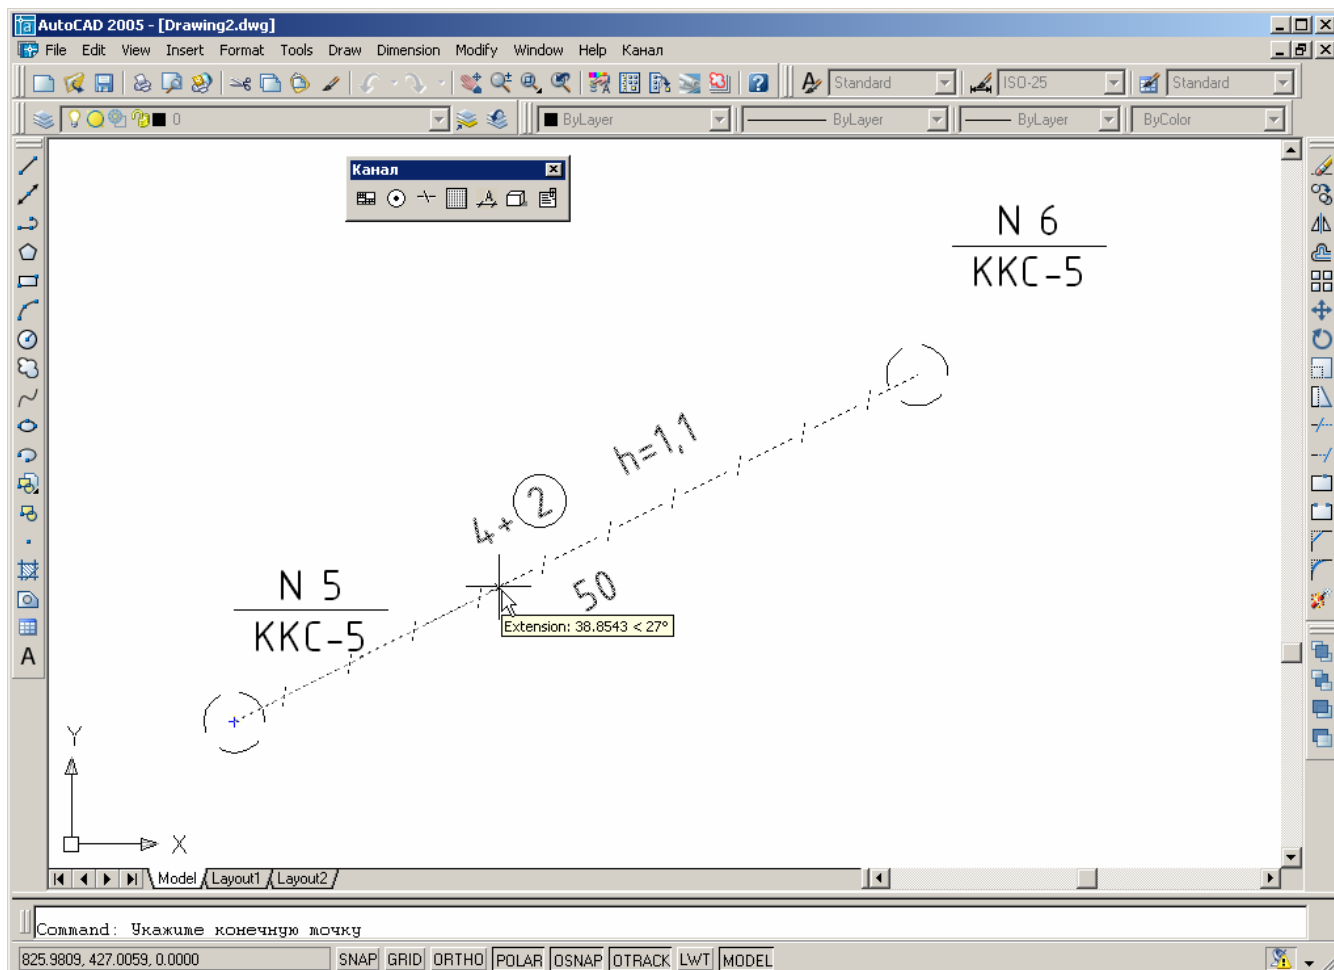 AutoCAD 2005 - [Drawing2.dwg]
File Edit View Insert Format Tools Draw Dimension Modify Window Help Канал
Standard ISO-25 Standard
0 ByLayer ByLayer ByLayer ByColor
Канал
N 6
ККС-5
h=1,1
4+2
50
N 5
ККС-5
Extension: 38.8543 < 27°
Y
X
Model Layout1 Layout2
Command: Укажите конечную точку
825.9809, 427.0059, 0.0000 SNAP GRID ORTHO POLAR OSNAP OTRACK LWT MODEL